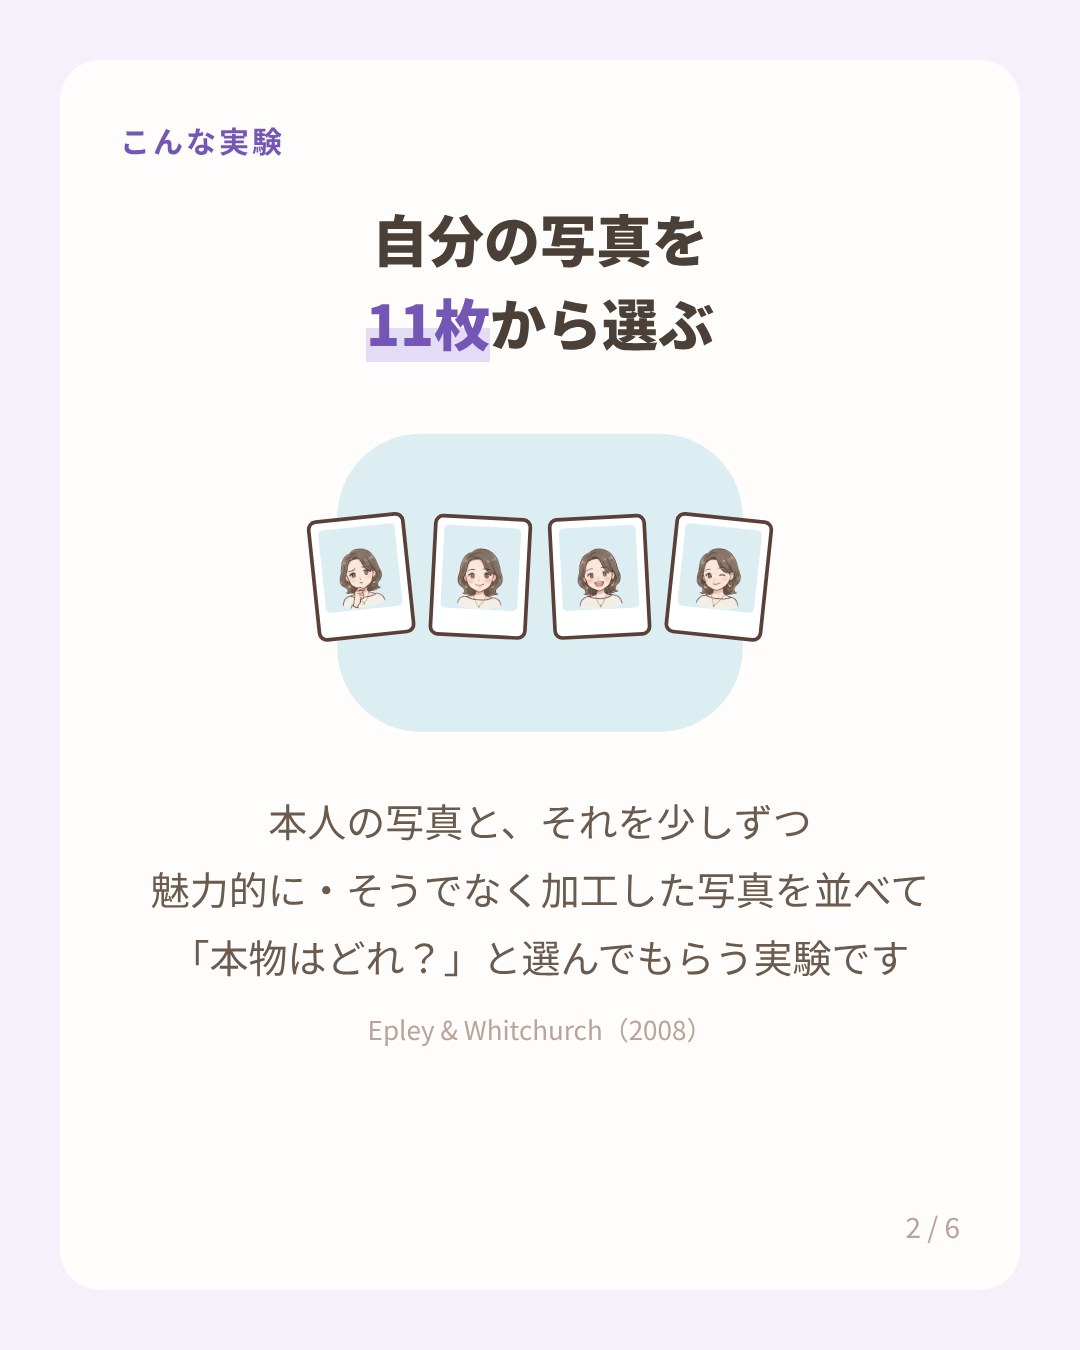 こんな実験
自分の写真を
11枚から選ぶ
本人の写真と、それを少しずつ
魅力的に・そうでなく加工した写真を並べて
「本物はどれ？」と選んでもらう実験です
Epley & Whitchurch（2008）
2 / 6